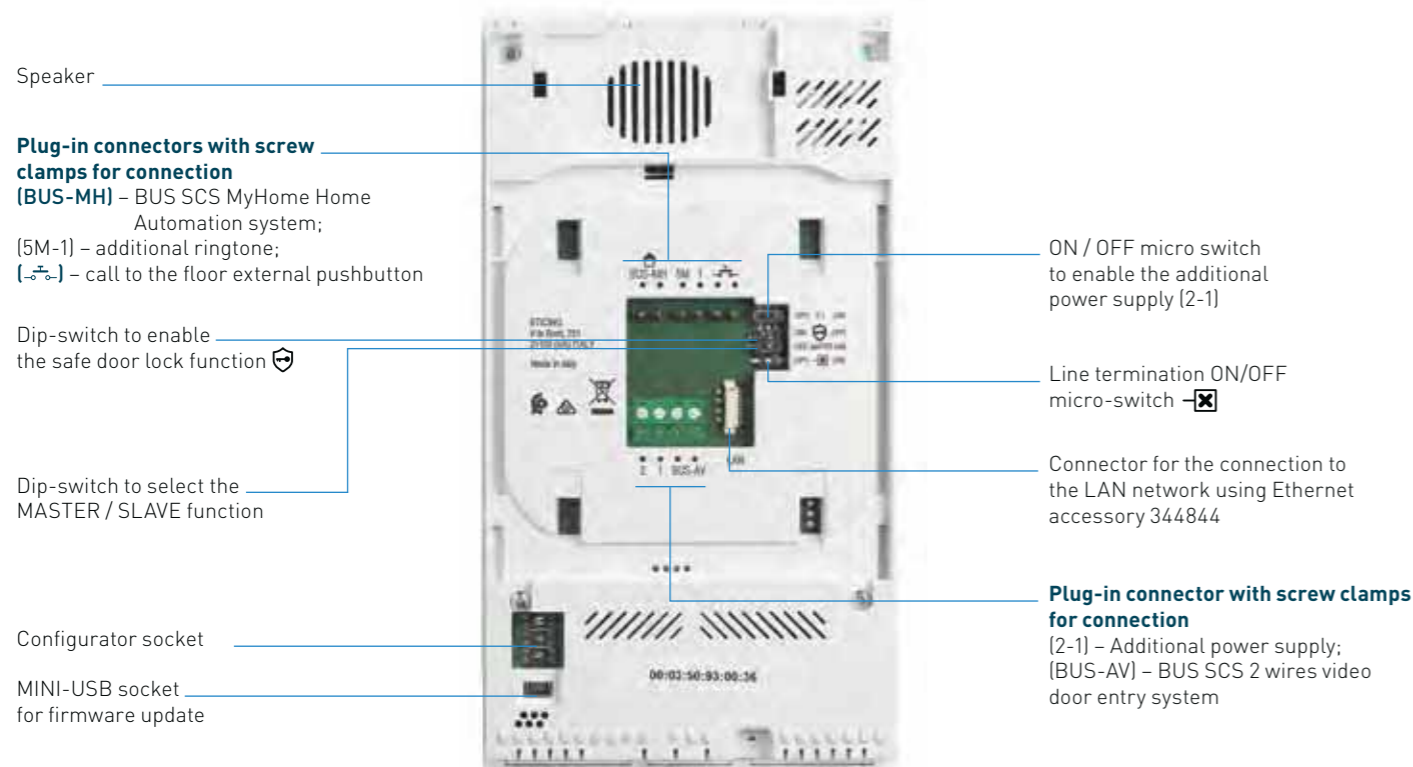 Speaker
Plug-in connectors with screw
clamps for connection
(BUS-MH) – BUS SCS MyHome Home
Automation system;
(5M-1) – additional ringtone;
( ) – call to the floor external pushbutton
Dip-switch to enable
the safe door lock function
Dip-switch to select the
MASTER / SLAVE function
Configurator socket
MINI-USB socket
for firmware update
BUS-MH 5M 1
BTICINO
Made in Italy
2 1 BUS-AV LAN
00:03:50:93:00:36
ON / OFF micro switch
to enable the additional
power supply (2-1)
Line termination ON/OFF
micro-switch
Connector for the connection to
the LAN network using Ethernet
accessory 344844
Plug-in connector with screw clamps
for connection
(2-1) – Additional power supply;
(BUS-AV) – BUS SCS 2 wires video
door entry system